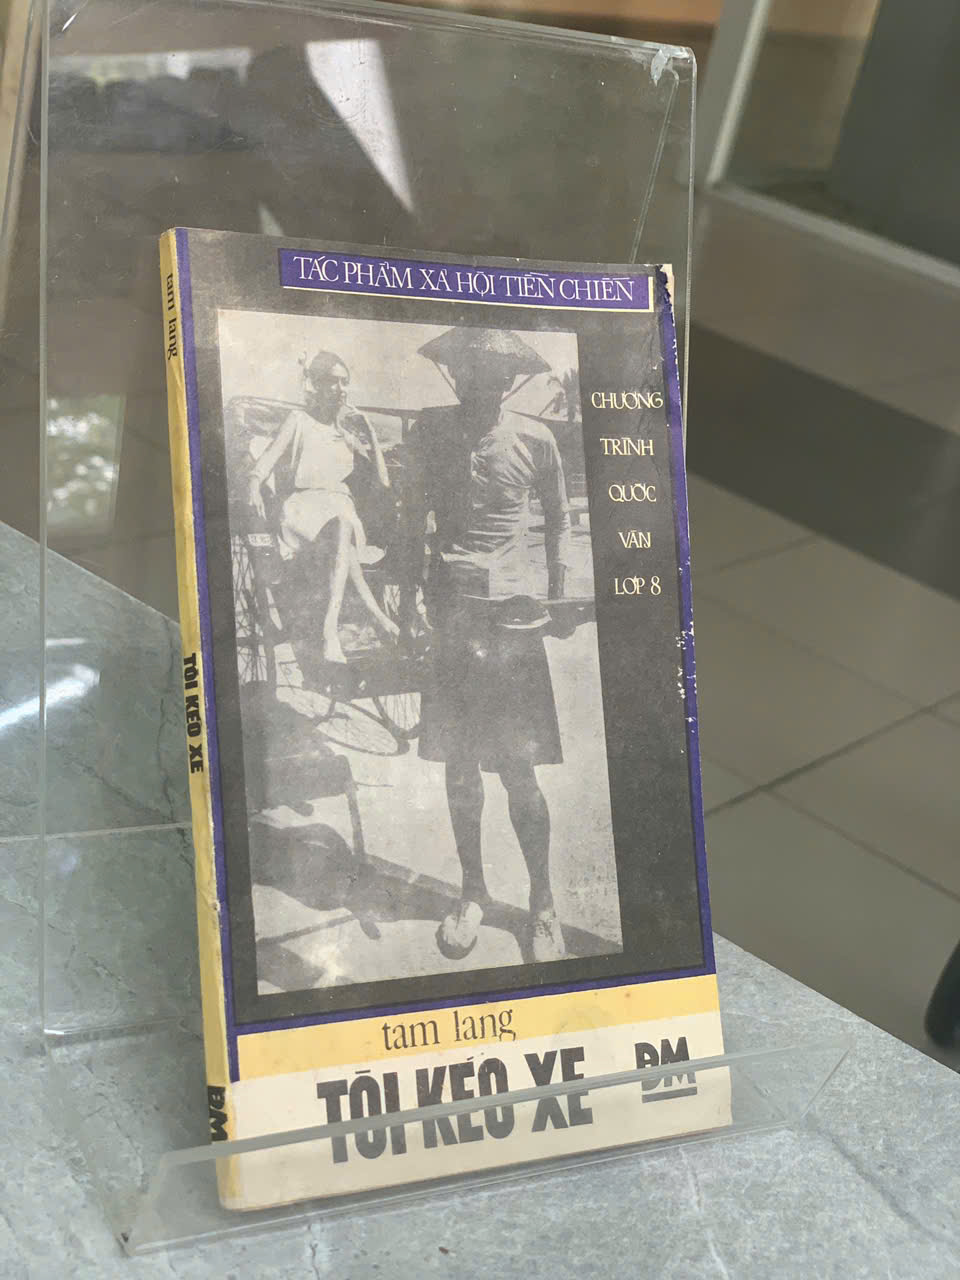 TÁC PHẨM XÃ HỘI TIỀN CHIẾN
CHƯƠNG
TRÌNH
QUỐC
VĂN
LỚP 8
tam lang
TÔI KÉO XE
ĐM
tam lang
TÔI KÉO XE
ĐM